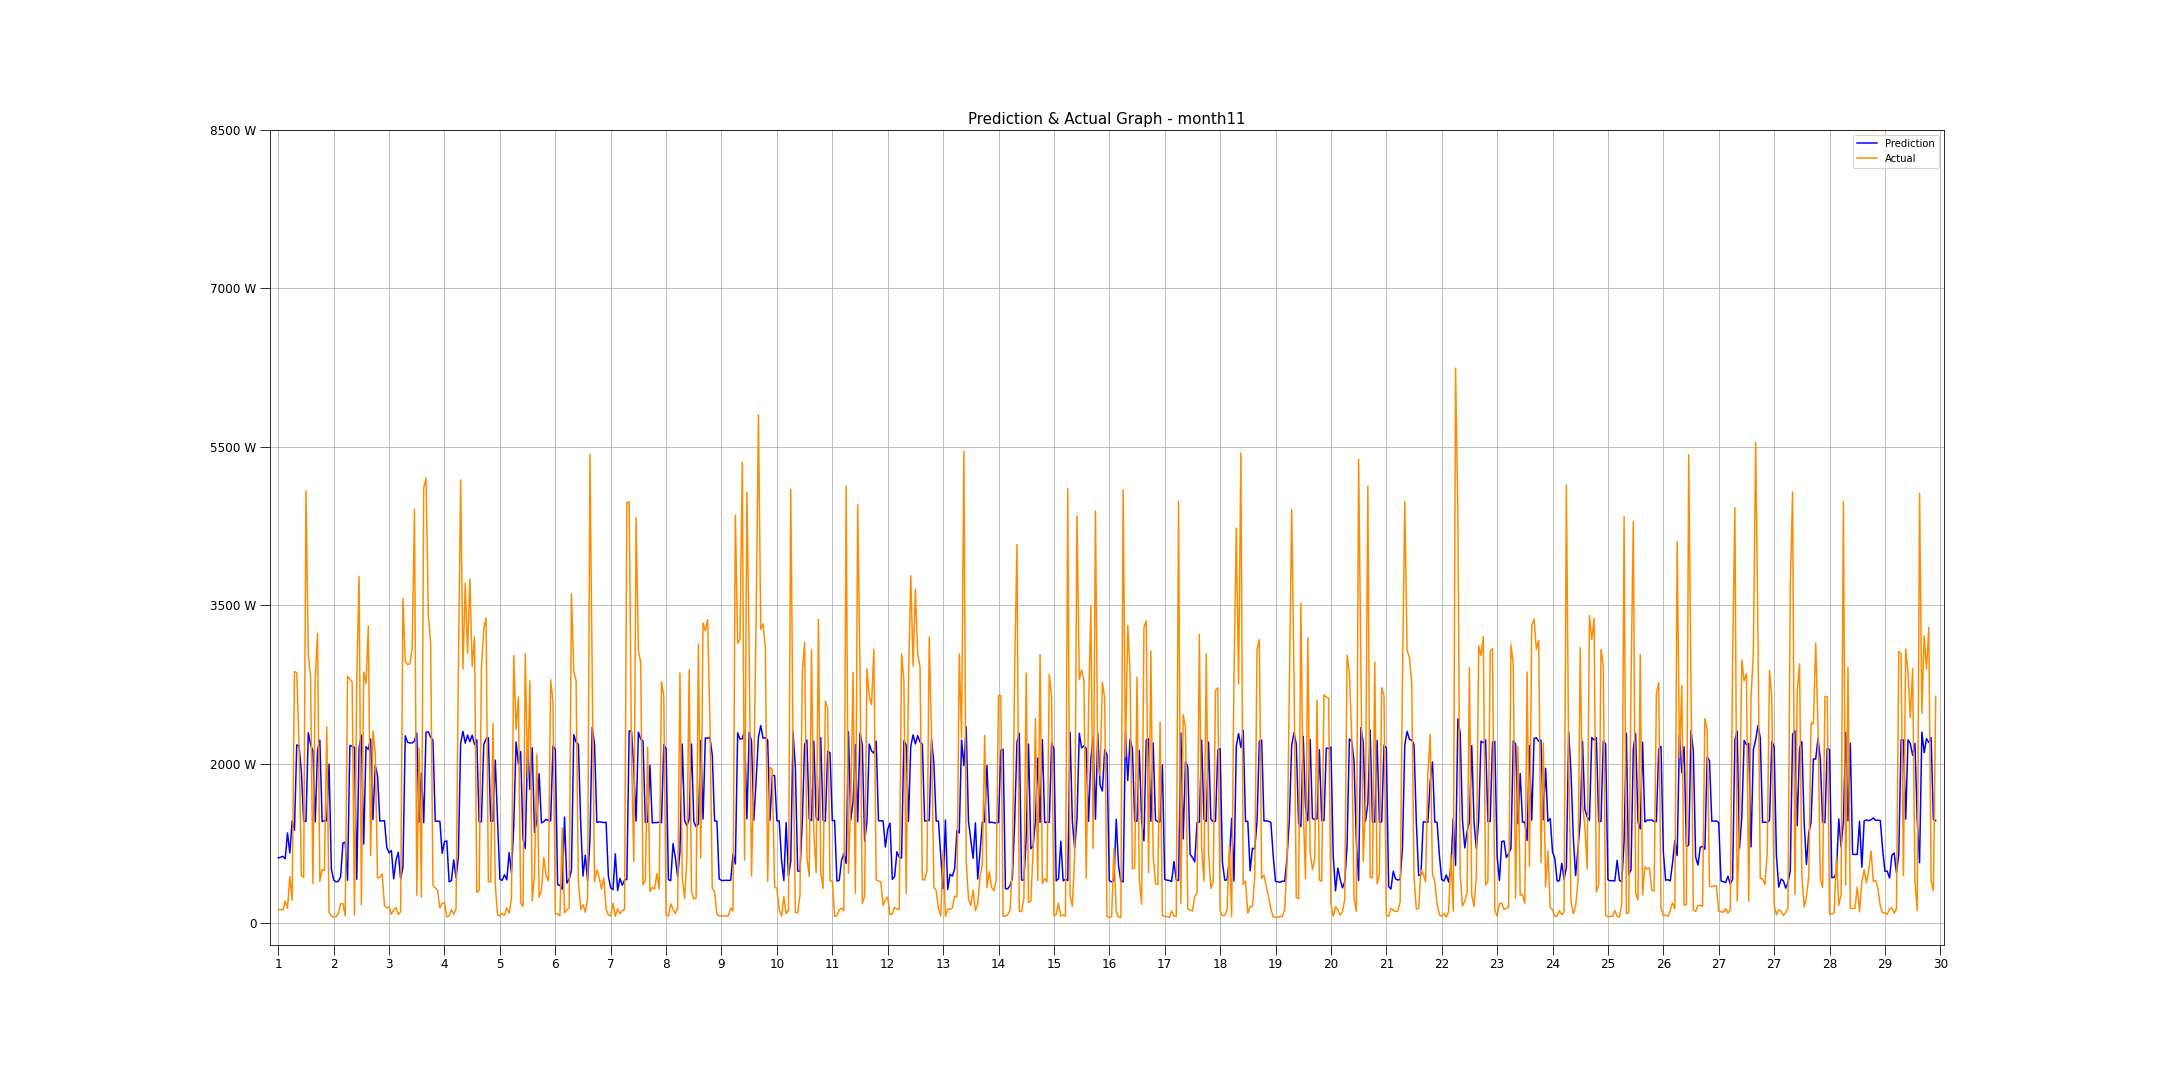 Prediction & Actual Graph - month11
8500 W
Prediction
Actual
7000 W
5500 W
3500 W
2000 W
0
1 2 3 4 5 6 7 8 9 10 11 12 13 14 15 16 17 18 19 20 21 22 23 24 25 26 27 27 28 29 30